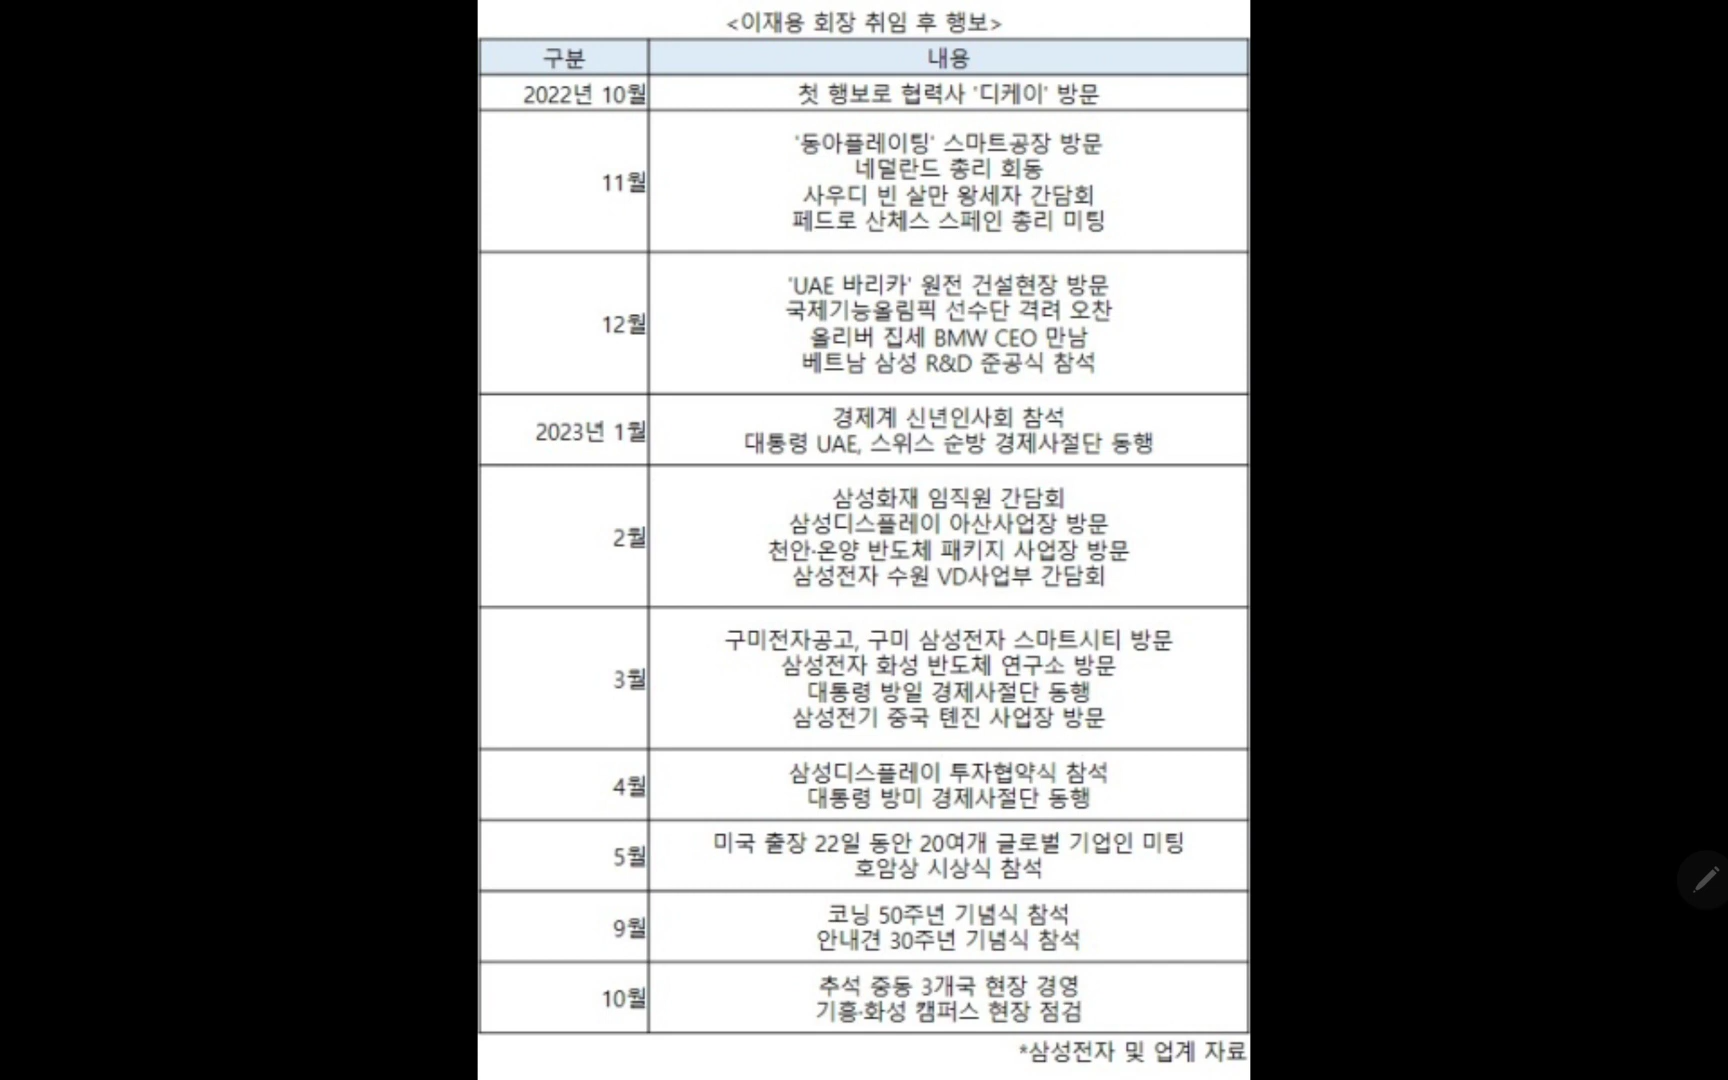 <이재용 회장 취임 후 행보>
구분 내용
2022년 10월 첫 행보로 협력사 '디케이' 방문
11월
'동아플레이팅' 스마트공장 방문
네덜란드 총리 회동
사우디 빈 살만 왕세자 간담회
페드로 산체스 스페인 총리 미팅
12월
'UAE 바리카' 원전 건설현장 방문
국제기능올림픽 선수단 격려 오찬
올리버 집세 BMW CEO 만남
베트남 삼성 R&D 준공식 참석
2023년 1월
경제계 신년인사회 참석
대통령 UAE, 스위스 순방 경제사절단 동행
2월
삼성화재 임직원 간담회
삼성디스플레이 아산사업장 방문
천안·온양 반도체 패키지 사업장 방문
삼성전자 수원 VD사업부 간담회
3월
구미전자공고, 구미 삼성전자 스마트시티 방문
삼성전자 화성 반도체 연구소 방문
대통령 방일 경제사절단 동행
삼성전기 중국 톈진 사업장 방문
4월
삼성디스플레이 투자협약식 참석
대통령 방미 경제사절단 동행
5월
미국 출장 22일 동안 20여개 글로벌 기업인 미팅
호암상 시상식 참석
9월
코닝 50주년 기념식 참석
안내견 30주년 기념식 참석
10월
추석 중동 3개국 현장 경영
기흥·화성 캠퍼스 현장 점검
*삼성전자 및 업계 자료